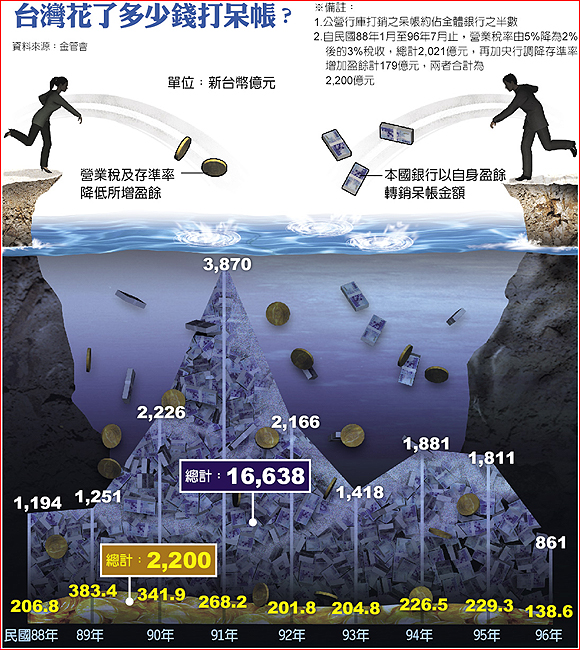 台灣花了多少錢打呆帳？
資料來源：金管會
※備註：
1.公營行庫打銷之呆帳約佔全體銀行之半數
2.自民國88年1月至96年7月止，營業稅率由5%降為2%
後的3%稅收，總計2,021億元，再加央行調降存準率
增加盈餘計179億元，兩者合計為
2,200億元
單位：新台幣億元
營業稅及存準率
降低所增盈餘
本國銀行以自身盈餘
轉銷呆帳金額
3,870
2,226
2,166
1,881
1,811
總計：16,638
1,418
1,194
1,251
861
總計：2,200
206.8
383.4
341.9
268.2
201.8
204.8
226.5
229.3
138.6
民國88年
89年
90年
91年
92年
93年
94年
95年
96年